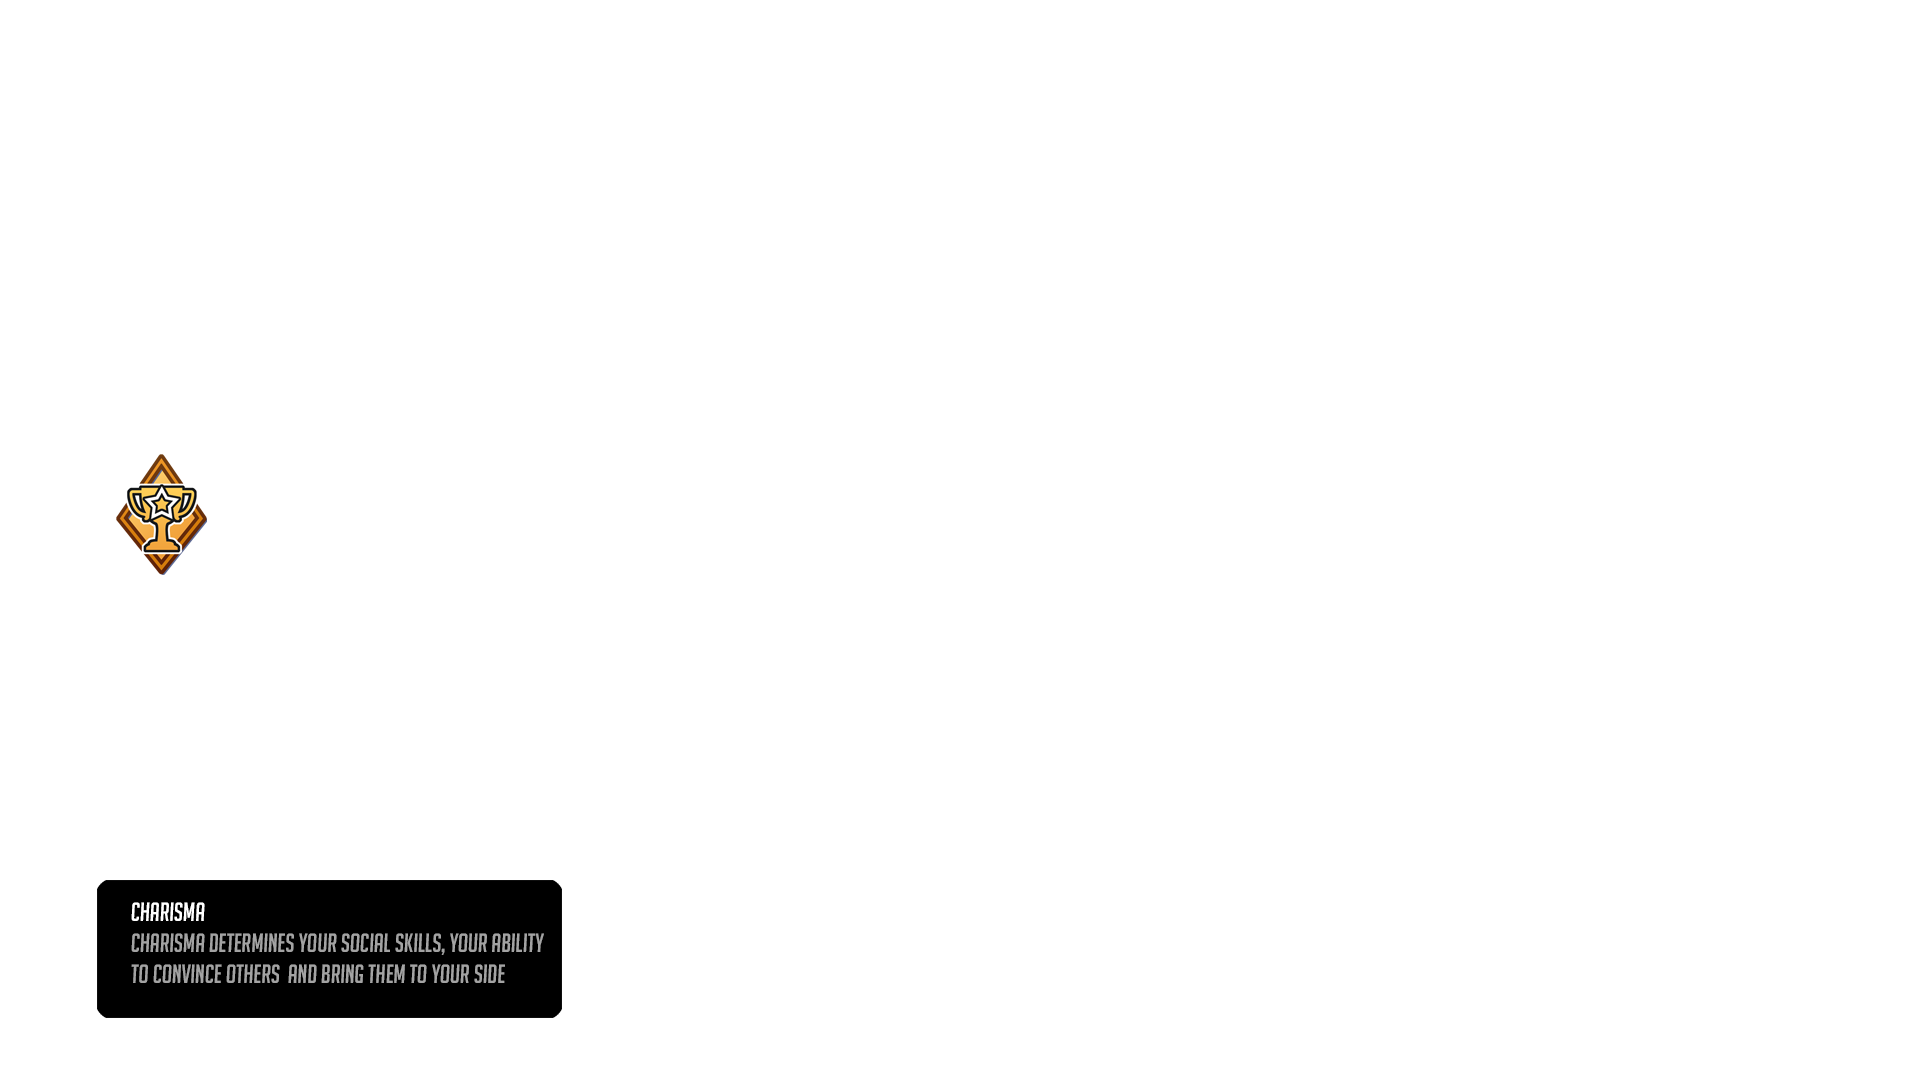 CHARISMA
CHARISMA DETERMINES YOUR SOCIAL SKILLS, YOUR ABILITY
TO CONVINCE OTHERS  AND BRING THEM TO YOUR SIDE